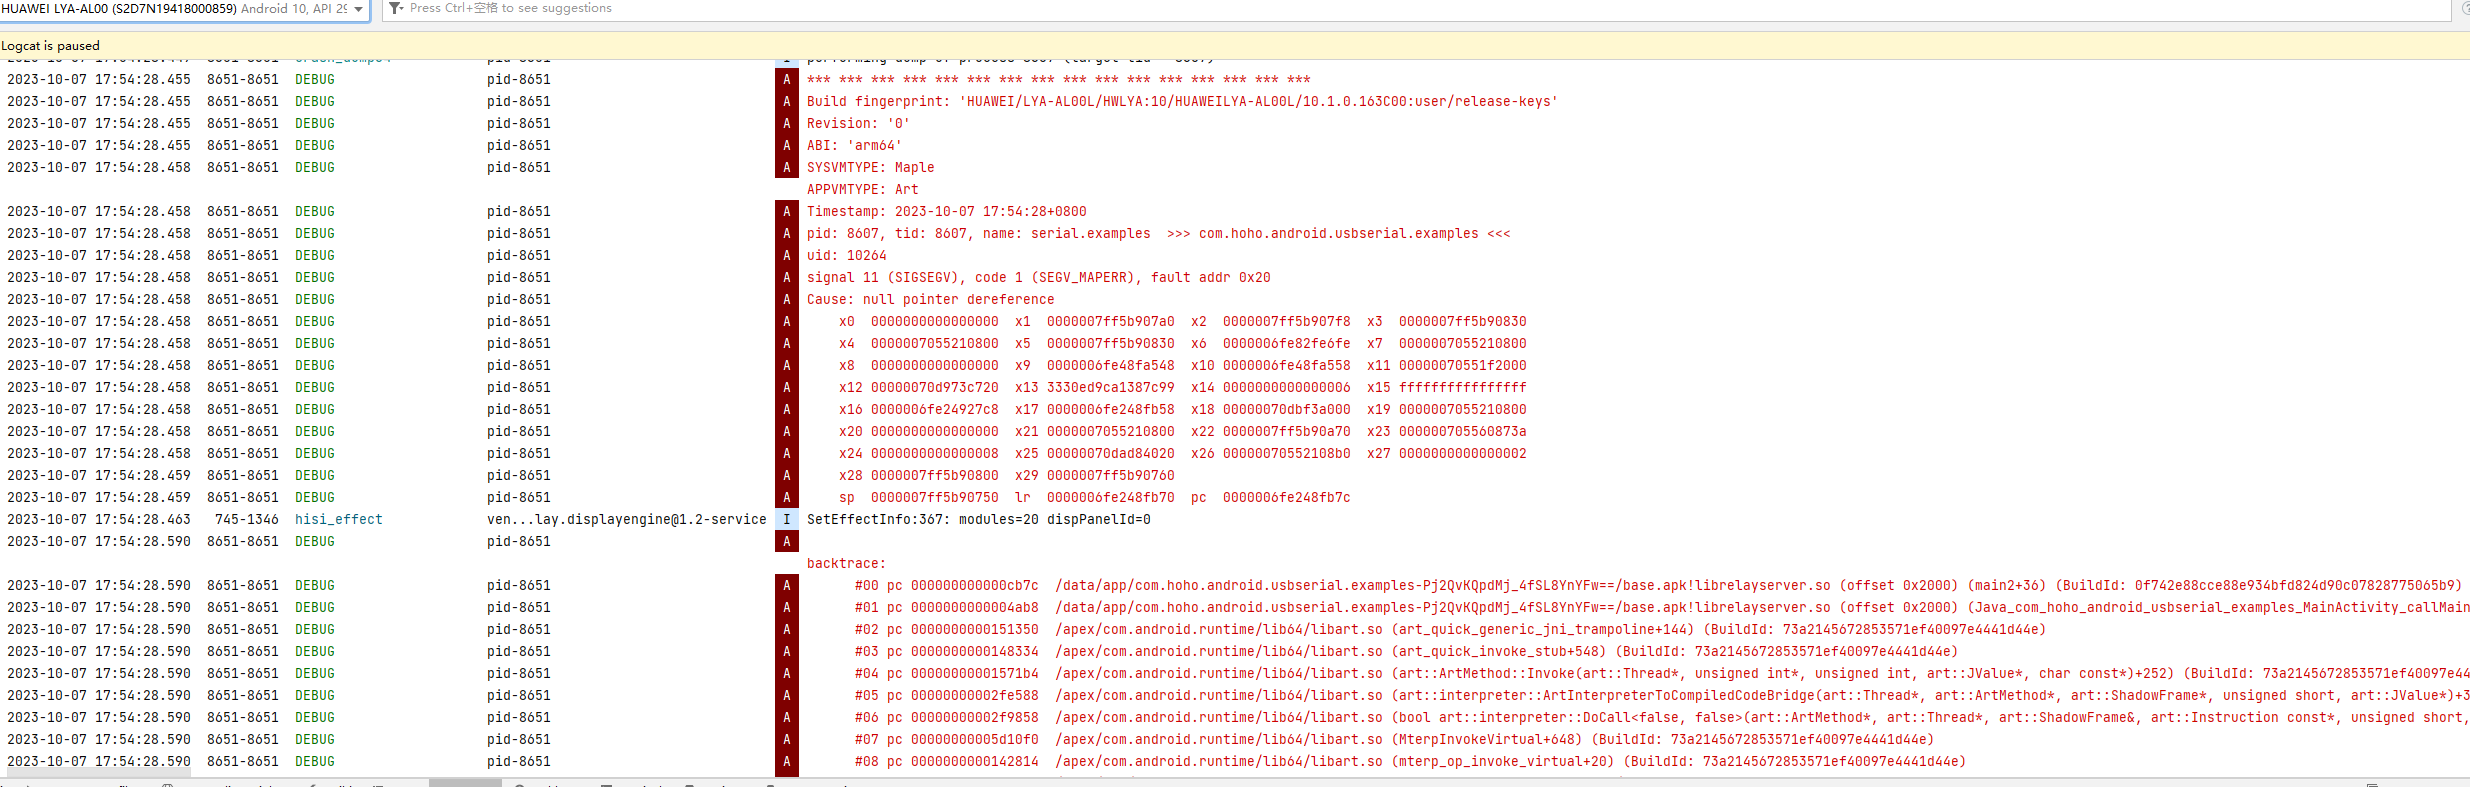 HUAWEI LYA-AL00 (S2D7N19418000859) Android 10, API 29 Press Ctrl+空格 to see suggestions
Logcat is paused
2023-10-07 17:54:28.455 8651-8651 DEBUG pid-8651 A *** *** *** *** *** *** *** *** *** *** *** *** *** *** *** ***
2023-10-07 17:54:28.455 8651-8651 DEBUG pid-8651 A Build fingerprint: 'HUAWEI/LYA-AL00L/HWLYA:10/HUAWEILYA-AL00L/10.1.0.163C00:user/release-keys'
2023-10-07 17:54:28.455 8651-8651 DEBUG pid-8651 A Revision: '0'
2023-10-07 17:54:28.455 8651-8651 DEBUG pid-8651 A ABI: 'arm64'
2023-10-07 17:54:28.458 8651-8651 DEBUG pid-8651 A SYSVMTYPE: Maple
APPVMTYPE: Art
2023-10-07 17:54:28.458 8651-8651 DEBUG pid-8651 A Timestamp: 2023-10-07 17:54:28+0800
2023-10-07 17:54:28.458 8651-8651 DEBUG pid-8651 A pid: 8607, tid: 8607, name: serial.examples >>> com.hoho.android.usbserial.examples <<<
2023-10-07 17:54:28.458 8651-8651 DEBUG pid-8651 A uid: 10264
2023-10-07 17:54:28.458 8651-8651 DEBUG pid-8651 A signal 11 (SIGSEGV), code 1 (SEGV_MAPERR), fault addr 0x20
2023-10-07 17:54:28.458 8651-8651 DEBUG pid-8651 A Cause: null pointer dereference
2023-10-07 17:54:28.458 8651-8651 DEBUG pid-8651 A x0 0000000000000000 x1 0000007ff5b907a0 x2 0000007ff5b907f8 x3 0000007ff5b90830
2023-10-07 17:54:28.458 8651-8651 DEBUG pid-8651 A x4 0000007055210800 x5 0000007ff5b90830 x6 0000006fe82fe6fe x7 0000007055210800
2023-10-07 17:54:28.458 8651-8651 DEBUG pid-8651 A x8 0000000000000000 x9 0000006fe48fa548 x10 0000006fe48fa558 x11 00000070551f2000
2023-10-07 17:54:28.458 8651-8651 DEBUG pid-8651 A x12 00000070d973c720 x13 3330ed9ca1387c99 x14 0000000000000006 x15 ffffffffffffffff
2023-10-07 17:54:28.458 8651-8651 DEBUG pid-8651 A x16 0000006fe24927c8 x17 0000006fe248fb58 x18 00000070dbf3a000 x19 0000007055210800
2023-10-07 17:54:28.458 8651-8651 DEBUG pid-8651 A x20 0000000000000000 x21 0000007055210800 x22 0000007ff5b90a70 x23 000000705560873a
2023-10-07 17:54:28.458 8651-8651 DEBUG pid-8651 A x24 0000000000000008 x25 00000070dad84020 x26 00000070552108b0 x27 0000000000000002
2023-10-07 17:54:28.459 8651-8651 DEBUG pid-8651 A x28 0000007ff5b90800 x29 0000007ff5b90760
2023-10-07 17:54:28.459 8651-8651 DEBUG pid-8651 A sp 0000007ff5b90750 lr 0000006fe248fb70 pc 0000006fe248fb7c
2023-10-07 17:54:28.463 745-1346 hisi_effect ven...lay.displayengine@1.2-service I SetEffectInfo:367: modules=20 dispPanelId=0
2023-10-07 17:54:28.590 8651-8651 DEBUG pid-8651 A
backtrace:
2023-10-07 17:54:28.590 8651-8651 DEBUG pid-8651 A #00 pc 000000000000cb7c /data/app/com.hoho.android.usbserial.examples-Pj2QvKQpdMj_4fSL8YnYFw==/base.apk!librelayserver.so (offset 0x2000) (main2+36) (BuildId: 0f742e88cce88e934bfd824d90c07828775065b9)
2023-10-07 17:54:28.590 8651-8651 DEBUG pid-8651 A #01 pc 0000000000004ab8 /data/app/com.hoho.android.usbserial.examples-Pj2QvKQpdMj_4fSL8YnYFw==/base.apk!librelayserver.so (offset 0x2000) (Java_com_hoho_android_usbserial_examples_MainActivity_callMain
2023-10-07 17:54:28.590 8651-8651 DEBUG pid-8651 A #02 pc 0000000000151350 /apex/com.android.runtime/lib64/libart.so (art_quick_generic_jni_trampoline+144) (BuildId: 73a2145672853571ef40097e4441d44e)
2023-10-07 17:54:28.590 8651-8651 DEBUG pid-8651 A #03 pc 0000000000148334 /apex/com.android.runtime/lib64/libart.so (art_quick_invoke_stub+548) (BuildId: 73a2145672853571ef40097e4441d44e)
2023-10-07 17:54:28.590 8651-8651 DEBUG pid-8651 A #04 pc 00000000001571b4 /apex/com.android.runtime/lib64/libart.so (art::ArtMethod::Invoke(art::Thread*, unsigned int*, unsigned int, art::JValue*, char const*)+252) (BuildId: 73a2145672853571ef40097e44
2023-10-07 17:54:28.590 8651-8651 DEBUG pid-8651 A #05 pc 00000000002fe588 /apex/com.android.runtime/lib64/libart.so (art::interpreter::ArtInterpreterToCompiledCodeBridge(art::Thread*, art::ArtMethod*, art::ShadowFrame*, unsigned short, art::JValue*)+3
2023-10-07 17:54:28.590 8651-8651 DEBUG pid-8651 A #06 pc 00000000002f9858 /apex/com.android.runtime/lib64/libart.so (bool art::interpreter::DoCall<false, false>(art::ArtMethod*, art::Thread*, art::ShadowFrame&, art::Instruction const*, unsigned short,
2023-10-07 17:54:28.590 8651-8651 DEBUG pid-8651 A #07 pc 00000000005d10f0 /apex/com.android.runtime/lib64/libart.so (MterpInvokeVirtual+648) (BuildId: 73a2145672853571ef40097e4441d44e)
2023-10-07 17:54:28.590 8651-8651 DEBUG pid-8651 A #08 pc 0000000000142814 /apex/com.android.runtime/lib64/libart.so (mterp_op_invoke_virtual+20) (BuildId: 73a2145672853571ef40097e4441d44e)